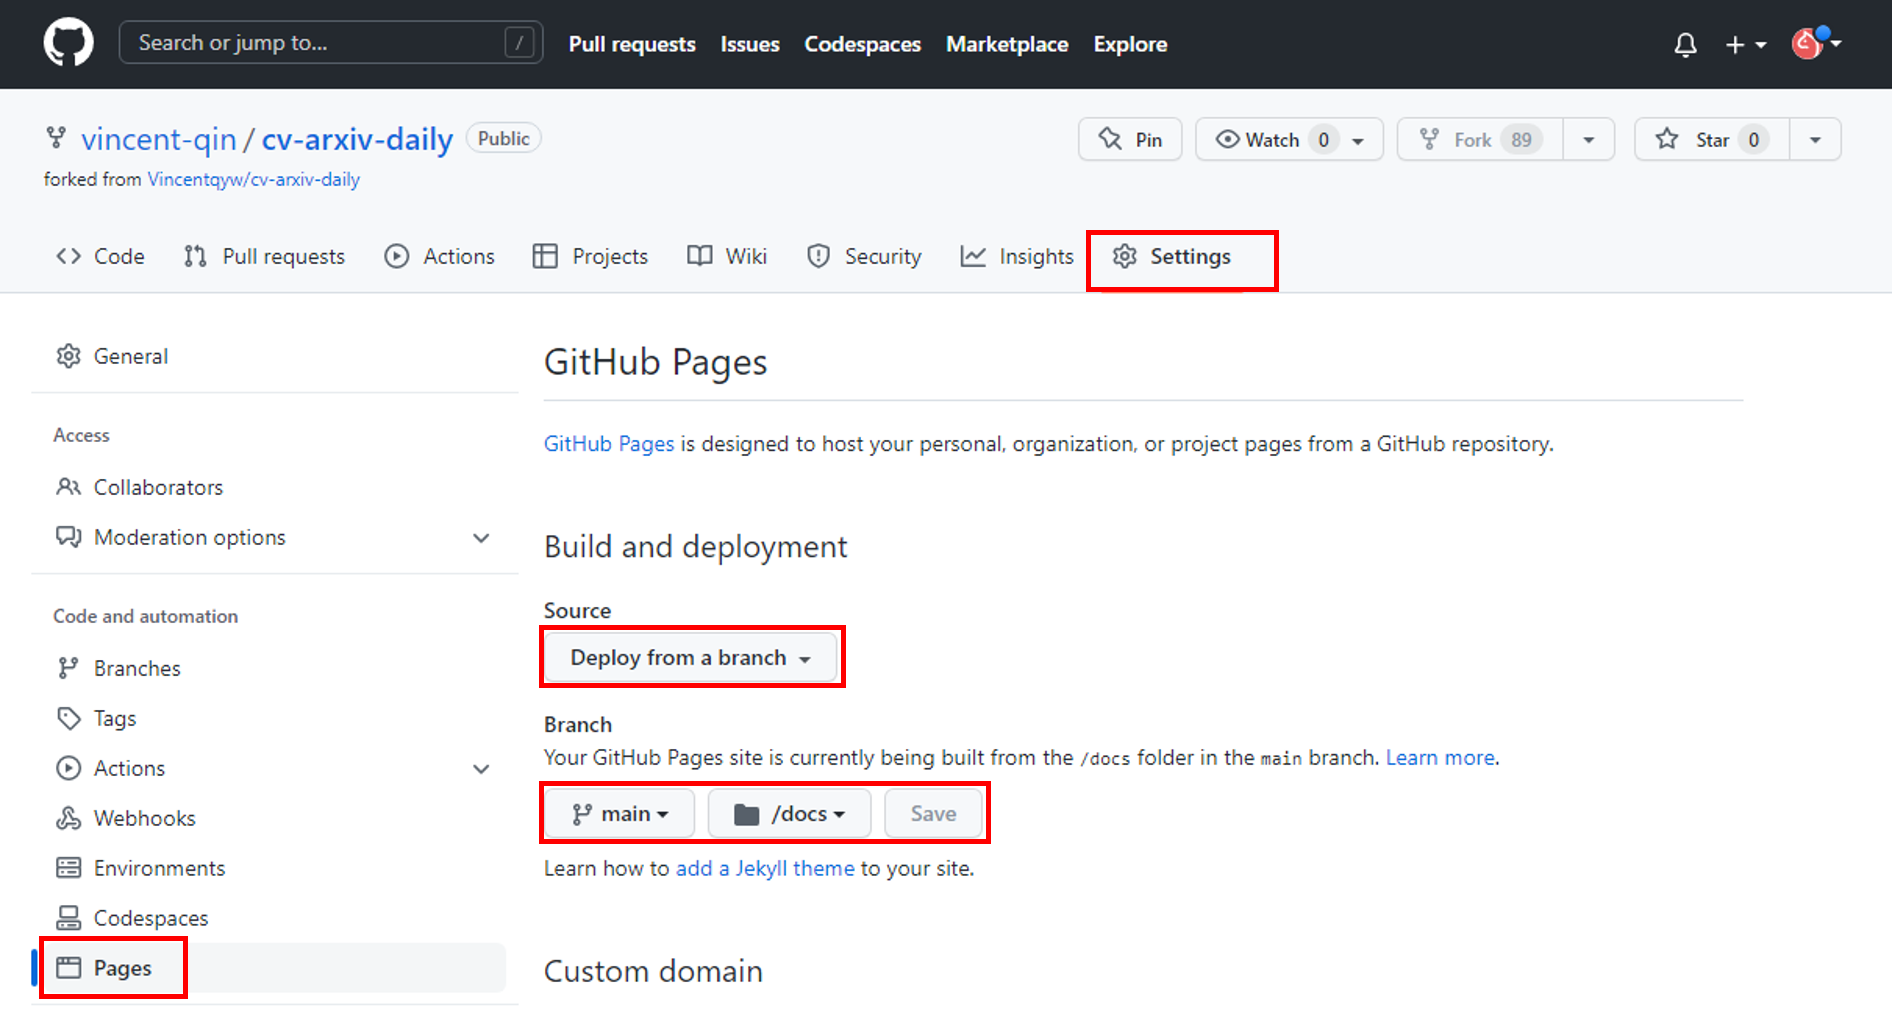 Search or jump to... / Pull requests Issues Codespaces Marketplace Explore
vincent-qin / cv-arxiv-daily Public Pin Watch 0 Fork 89 Star 0
forked from Vincentqyw/cv-arxiv-daily
Code Pull requests Actions Projects Wiki Security Insights Settings
General
Access
Collaborators
Moderation options
Code and automation
Branches
Tags
Actions
Webhooks
Environments
Codespaces
Pages
GitHub Pages
GitHub Pages is designed to host your personal, organization, or project pages from a GitHub repository.
Build and deployment
Source
Deploy from a branch
Branch
Your GitHub Pages site is currently being built from the /docs folder in the main branch. Learn more.
main /docs Save
Learn how to add a Jekyll theme to your site.
Custom domain